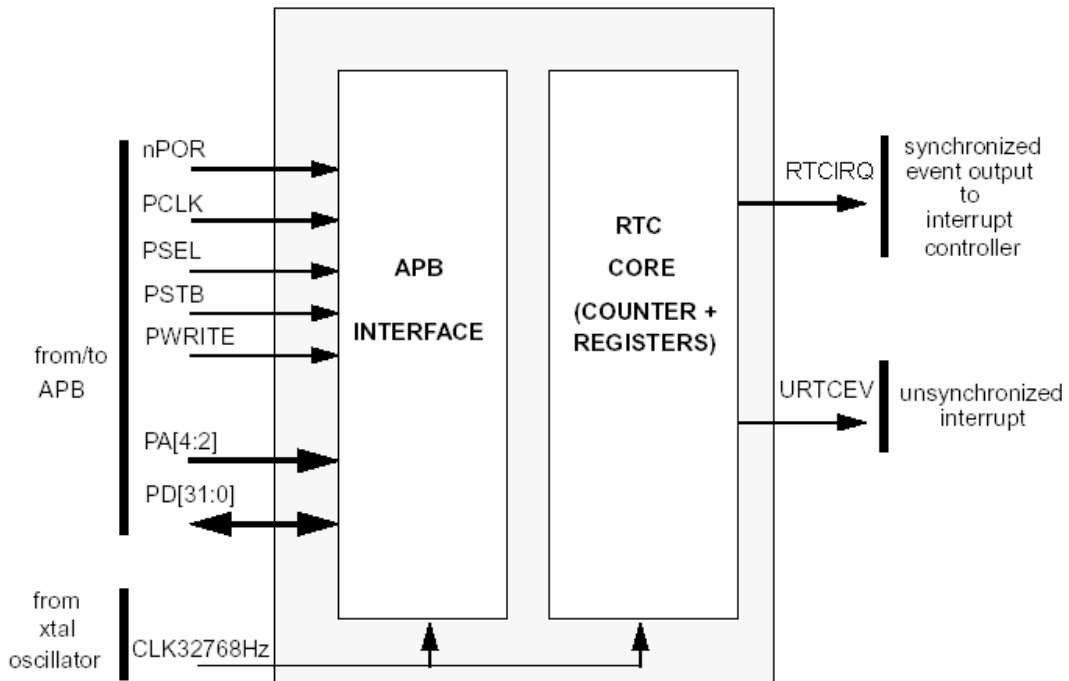 nPOR
PCLK
PSEL
PSTB
PWRITE
from/to
APB
PA[4:2]
PD[31:0]
from
xtal
oscillator
CLK32768Hz
APB
INTERFACE
RTC
CORE
(COUNTER +
REGISTERS)
RTCIRQ
synchronized
event output
to
interrupt
controller
URTCEV
unsynchronized
interrupt